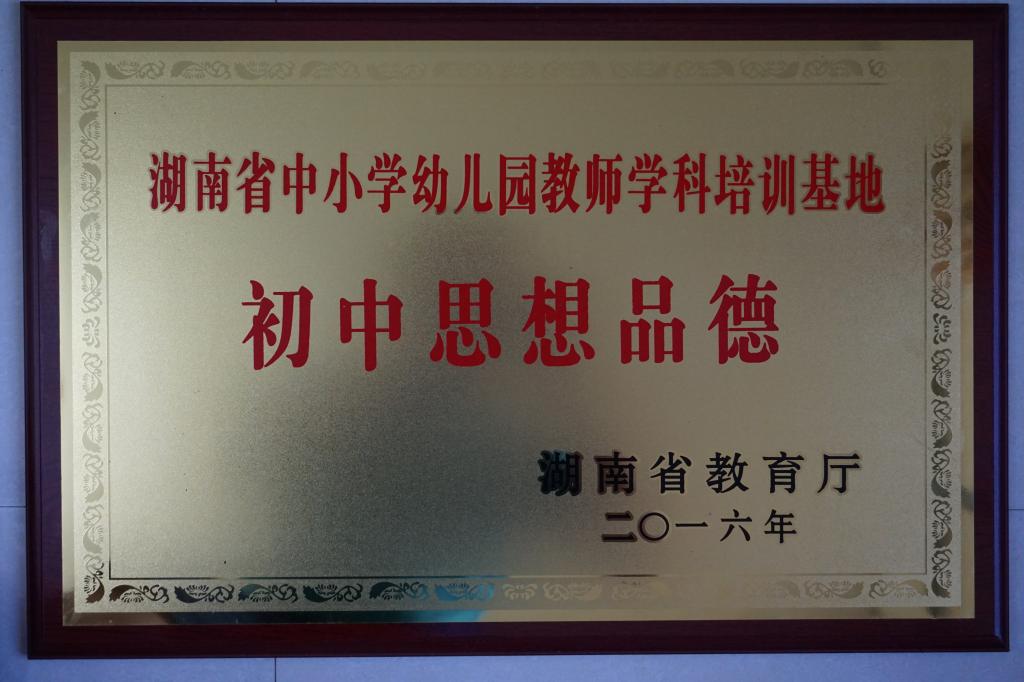 湖南省中小学幼儿园教师学科培训基地
初中思想品德
湖南省教育厅
二〇一六年